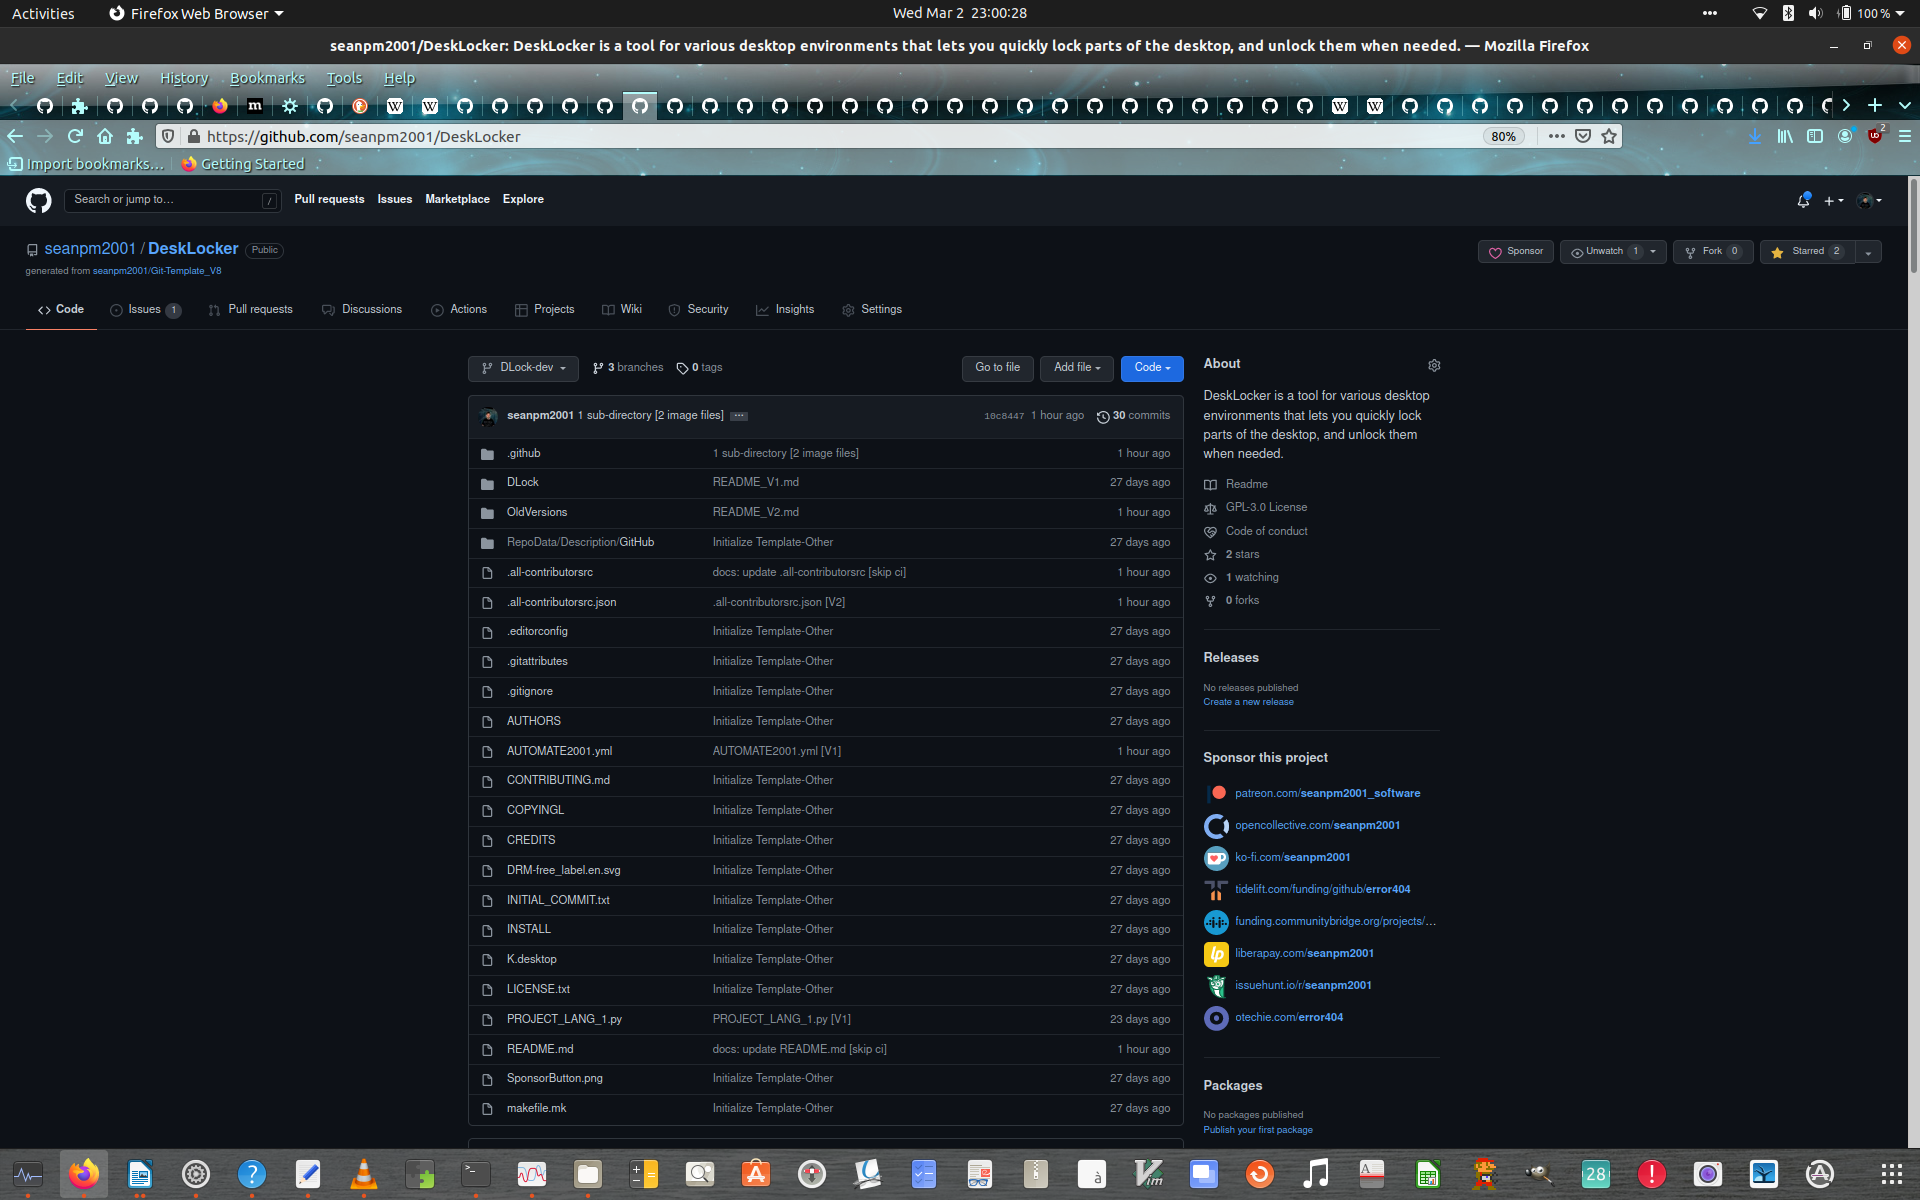 Activities
Firefox Web Browser
Wed Mar 2 23:00:28
100 %
seanpm2001/DeskLocker: DeskLocker is a tool for various desktop environments that lets you quickly lock parts of the desktop, and unlock them when needed. — Mozilla Firefox
File Edit View History Bookmarks Tools Help
https://github.com/seanpm2001/DeskLocker
80%
2
Import bookmarks...
Getting Started
Search or jump to...
/
Pull requests Issues Marketplace Explore
seanpm2001 / DeskLocker
Public
Sponsor
Unwatch 1
Fork 0
Starred 2
generated from seanpm2001/Git-Template_V8
Code
Issues 1
Pull requests
Discussions
Actions
Projects
Wiki
Security
Insights
Settings
DLock-dev
3 branches
0 tags
Go to file
Add file
Code
seanpm2001 1 sub-directory [2 image files]
10c8447 1 hour ago
30 commits
.github 1 sub-directory [2 image files] 1 hour ago
DLock README_V1.md 27 days ago
OldVersions README_V2.md 1 hour ago
RepoData/Description/GitHub Initialize Template-Other 27 days ago
.all-contributorsrc docs: update .all-contributorsrc [skip ci] 1 hour ago
.all-contributorsrc.json .all-contributorsrc.json [V2] 1 hour ago
.editorconfig Initialize Template-Other 27 days ago
.gitattributes Initialize Template-Other 27 days ago
.gitignore Initialize Template-Other 27 days ago
AUTHORS Initialize Template-Other 27 days ago
AUTOMATE2001.yml AUTOMATE2001.yml [V1] 1 hour ago
CONTRIBUTING.md Initialize Template-Other 27 days ago
COPYINGL Initialize Template-Other 27 days ago
CREDITS Initialize Template-Other 27 days ago
DRM-free_label.en.svg Initialize Template-Other 27 days ago
INITIAL_COMMIT.txt Initialize Template-Other 27 days ago
INSTALL Initialize Template-Other 27 days ago
K.desktop Initialize Template-Other 27 days ago
LICENSE.txt Initialize Template-Other 27 days ago
PROJECT_LANG_1.py PROJECT_LANG_1.py [V1] 23 days ago
README.md docs: update README.md [skip ci] 1 hour ago
SponsorButton.png Initialize Template-Other 27 days ago
makefile.mk Initialize Template-Other 27 days ago
About
DeskLocker is a tool for various desktop
environments that lets you quickly lock
parts of the desktop, and unlock them
when needed.
Readme
GPL-3.0 License
Code of conduct
2 stars
1 watching
0 forks
Releases
No releases published
Create a new release
Sponsor this project
patreon.com/seanpm2001_software
opencollective.com/seanpm2001
ko-fi.com/seanpm2001
tidelift.com/funding/github/error404
funding.communitybridge.org/projects/...
liberapay.com/seanpm2001
issuehunt.io/r/seanpm2001
otechie.com/error404
Packages
No packages published
Publish your first package
28